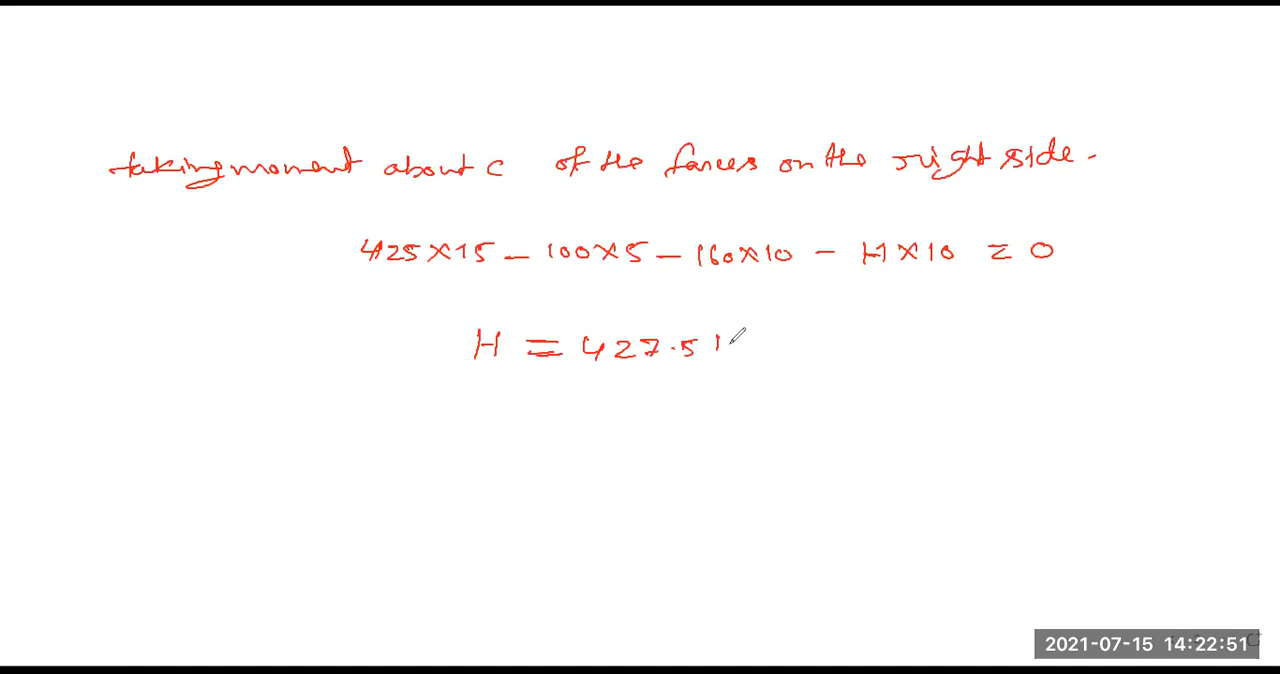 taking moment about c of the forces on the right side.
425×15 - 100×5 - 160×10 - H×10 = 0
H = 427.5
2021-07-15 14:22:51